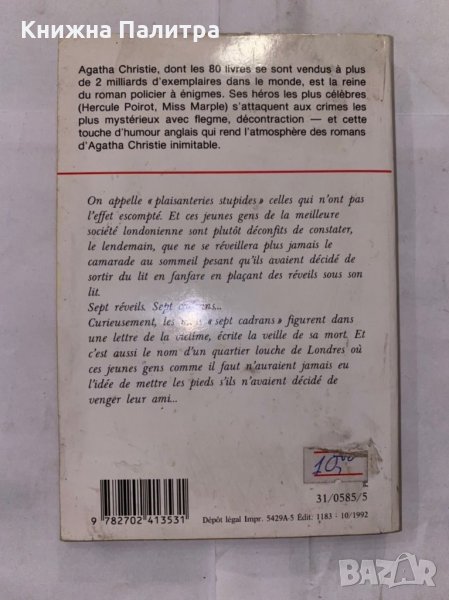 Книжна Палитра
Agatha Christie, dont les 80 livres se sont vendus à plus
de 2 milliards d'exemplaires dans le monde, est la reine
du roman policier à énigmes. Ses héros les plus célèbres
(Hercule Poirot, Miss Marple) s'attaquent aux crimes les
plus mystérieux avec flegme, décontraction — et cette
touche d'humour anglais qui rend l'atmosphère des romans
d'Agatha Christie inimitable.
On appelle « plaisanteries stupides » celles qui n'ont pas
l'effet escompté. Et ces jeunes gens de la meilleure
société londonienne sont plutôt déconfits de constater,
le lendemain, que ne se réveillera plus jamais le
camarade au sommeil pesant qu'ils avaient décidé de
sortir du lit en fanfare en plaçant des réveils sous son
lit.
Sept réveils. Sept cadrans...
Curieusement, les mots « sept cadrans » figurent dans
une lettre de la victime, écrite la veille de sa mort. Et
c'est aussi le nom d'un quartier louche de Londres où
ces jeunes gens comme il faut n'auraient jamais eu
l'idée de mettre les pieds s'ils n'avaient décidé de
venger leur ami...
10,00
31/0585/5
9 782702 413531
Dépôt légal Impr. 5429A-5 Édit: 1183 - 10/1992
BAZAR
.bg